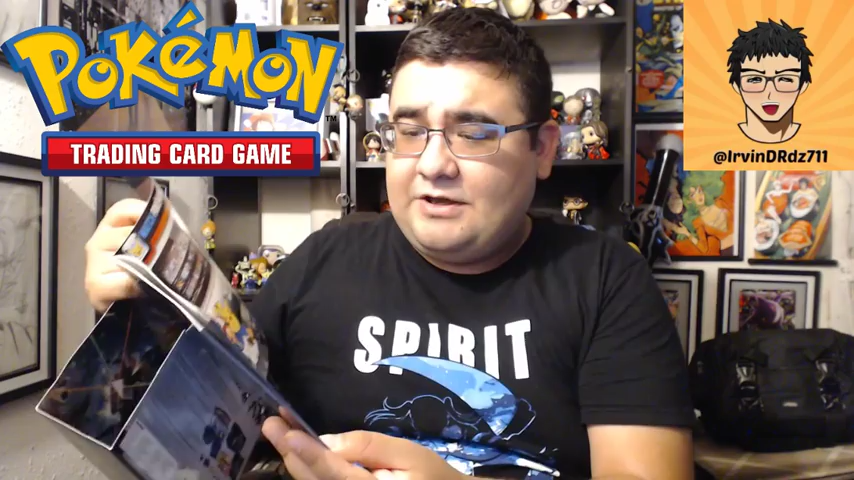 POKéMON
TM
TRADING CARD GAME
@IrvinDRdz711
SPIRIT